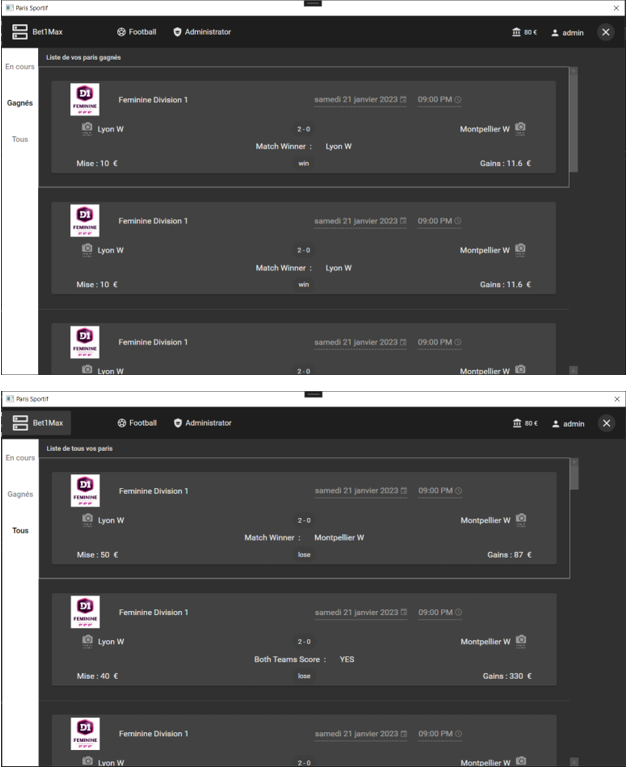 Paris Sportif
Bet1Max Football Administrator 80 € admin
En cours
Gagnés
Tous
Liste de vos paris gagnés
D1 FEMININE Feminine Division 1 samedi 21 janvier 2023 09:00 PM
Lyon W 2 - 0 Montpellier W
Match Winner : Lyon W
Mise : 10 € win Gains : 11.6 €
D1 FEMININE Feminine Division 1 samedi 21 janvier 2023 09:00 PM
Lyon W 2 - 0 Montpellier W
Match Winner : Lyon W
Mise : 10 € win Gains : 11.6 €
D1 FEMININE Feminine Division 1 samedi 21 janvier 2023 09:00 PM
Lyon W 2 - 0 Montpellier W
Paris Sportif
Bet1Max Football Administrator 80 € admin
En cours
Gagnés
Tous
Liste de tous vos paris
D1 FEMININE Feminine Division 1 samedi 21 janvier 2023 09:00 PM
Lyon W 2 - 0 Montpellier W
Match Winner : Montpellier W
Mise : 50 € lose Gains : 87 €
D1 FEMININE Feminine Division 1 samedi 21 janvier 2023 09:00 PM
Lyon W 2 - 0 Montpellier W
Both Teams Score : YES
Mise : 40 € lose Gains : 330 €
D1 FEMININE Feminine Division 1 samedi 21 janvier 2023 09:00 PM
Lyon W 2 - 0 Montpellier W